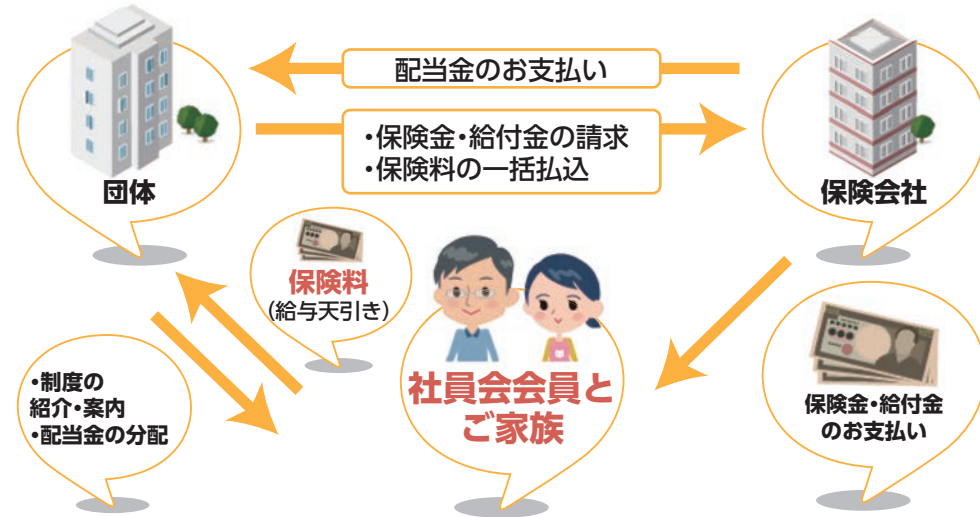 配当金のお支払い
・保険金・給付金の請求
・保険料の一括払込
団体
保険会社
保険料
(給与天引き)
・制度の
紹介・案内
・配当金の分配
社員会会員と
ご家族
保険金・給付金
のお支払い